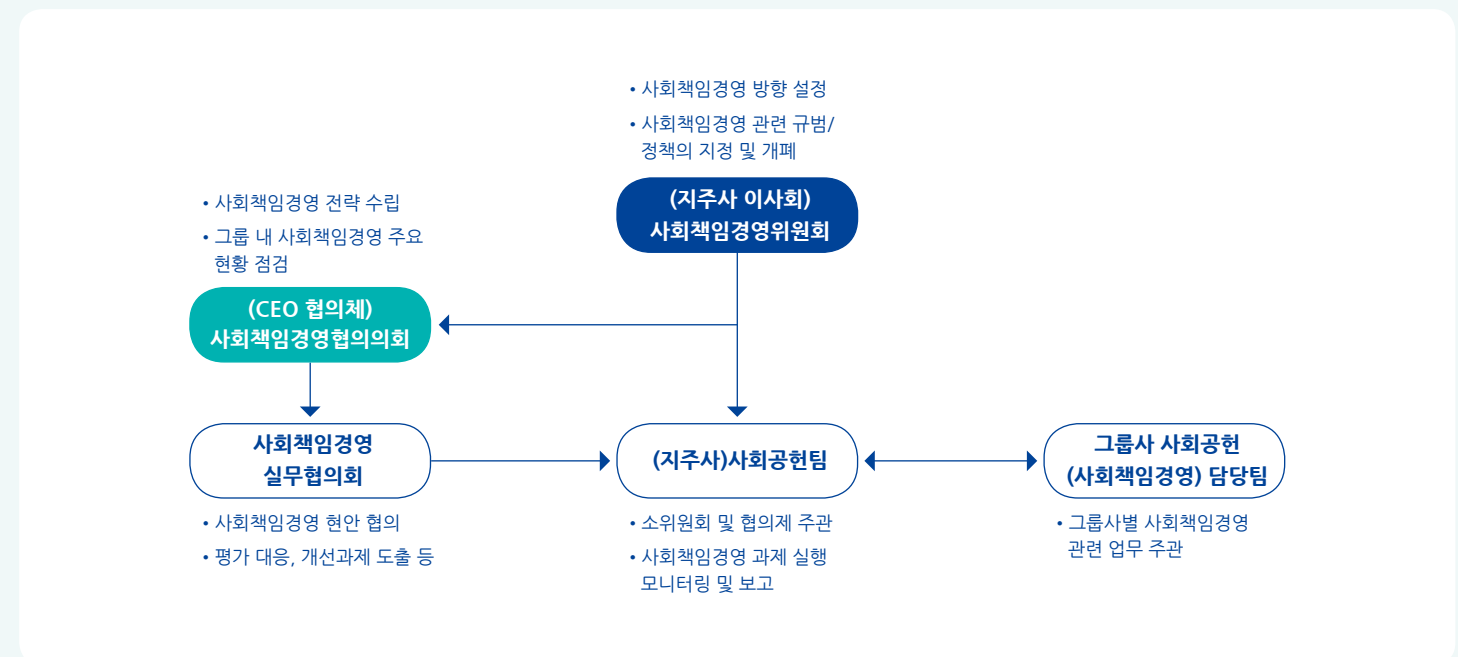 • 사회책임경영 방향 설정
• 사회책임경영 관련 규범/
정책의 지정 및 개폐
(지주사 이사회)
사회책임경영위원회
• 사회책임경영 전략 수립
• 그룹 내 사회책임경영 주요
현황 점검
(CEO 협의체)
사회책임경영협의의회
사회책임경영
실무협의회
• 사회책임경영 현안 협의
• 평가 대응, 개선과제 도출 등
(지주사)사회공헌팀
• 소위원회 및 협의제 주관
• 사회책임경영 과제 실행
모니터링 및 보고
그룹사 사회공헌
(사회책임경영) 담당팀
• 그룹사별 사회책임경영
관련 업무 주관